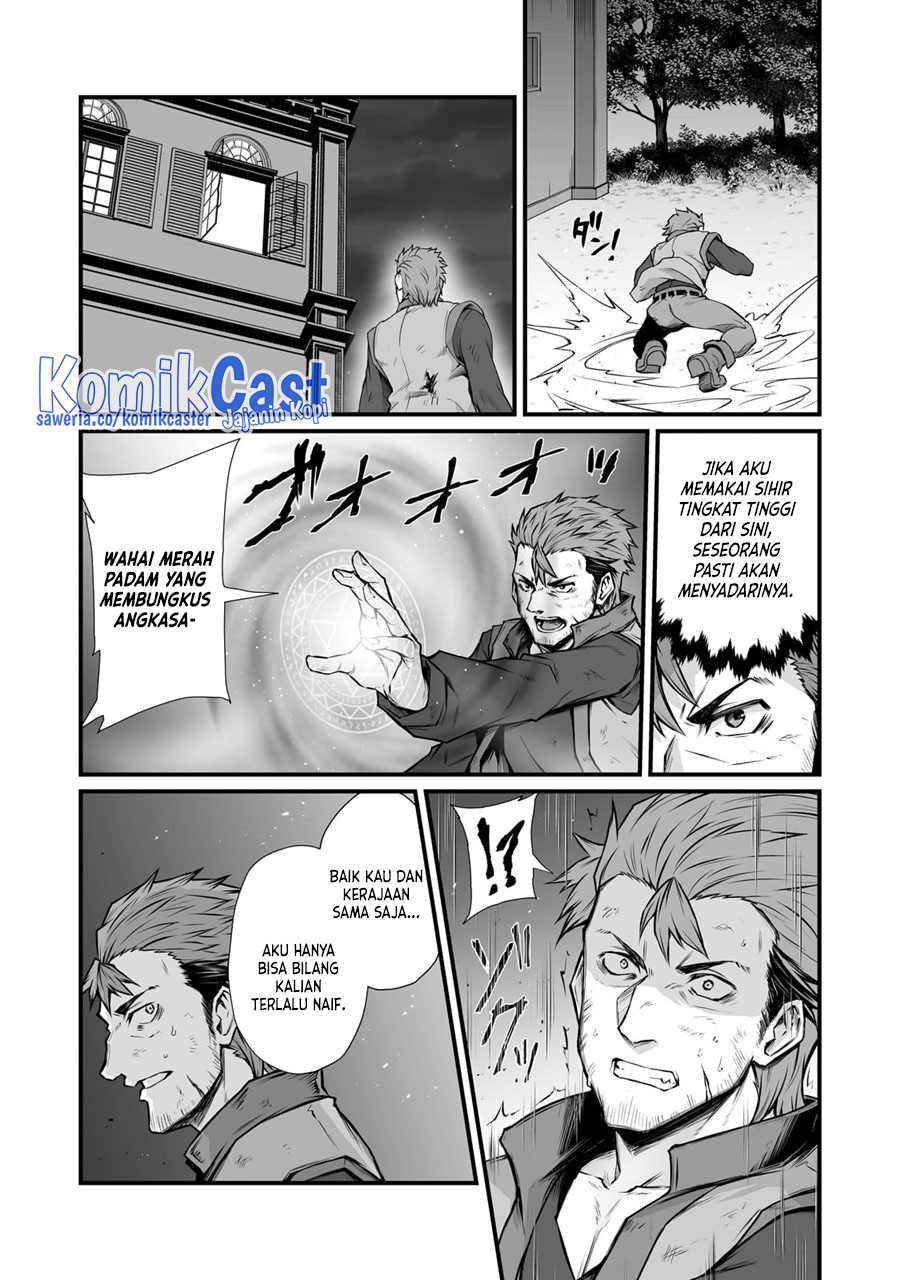 ダンッ!
KomikCast
saweria.co/komikcaster Jajanin Kopi
JIKA AKU
MEMAKAI SIHIR
TINGKAT TINGGI
DARI SINI,
SESEORANG
PASTI AKAN
MENYADARINYA.
ゴオオオッ
WAHAI MERAH
PADAM YANG
MEMBUNGKUS
ANGKASA-
!?
ゾクッ
BAIK KAU DAN
KERAJAAN
SAMA SAJA...
AKU HANYA
BISA BILANG
KALIAN
TERLALU NAIF.